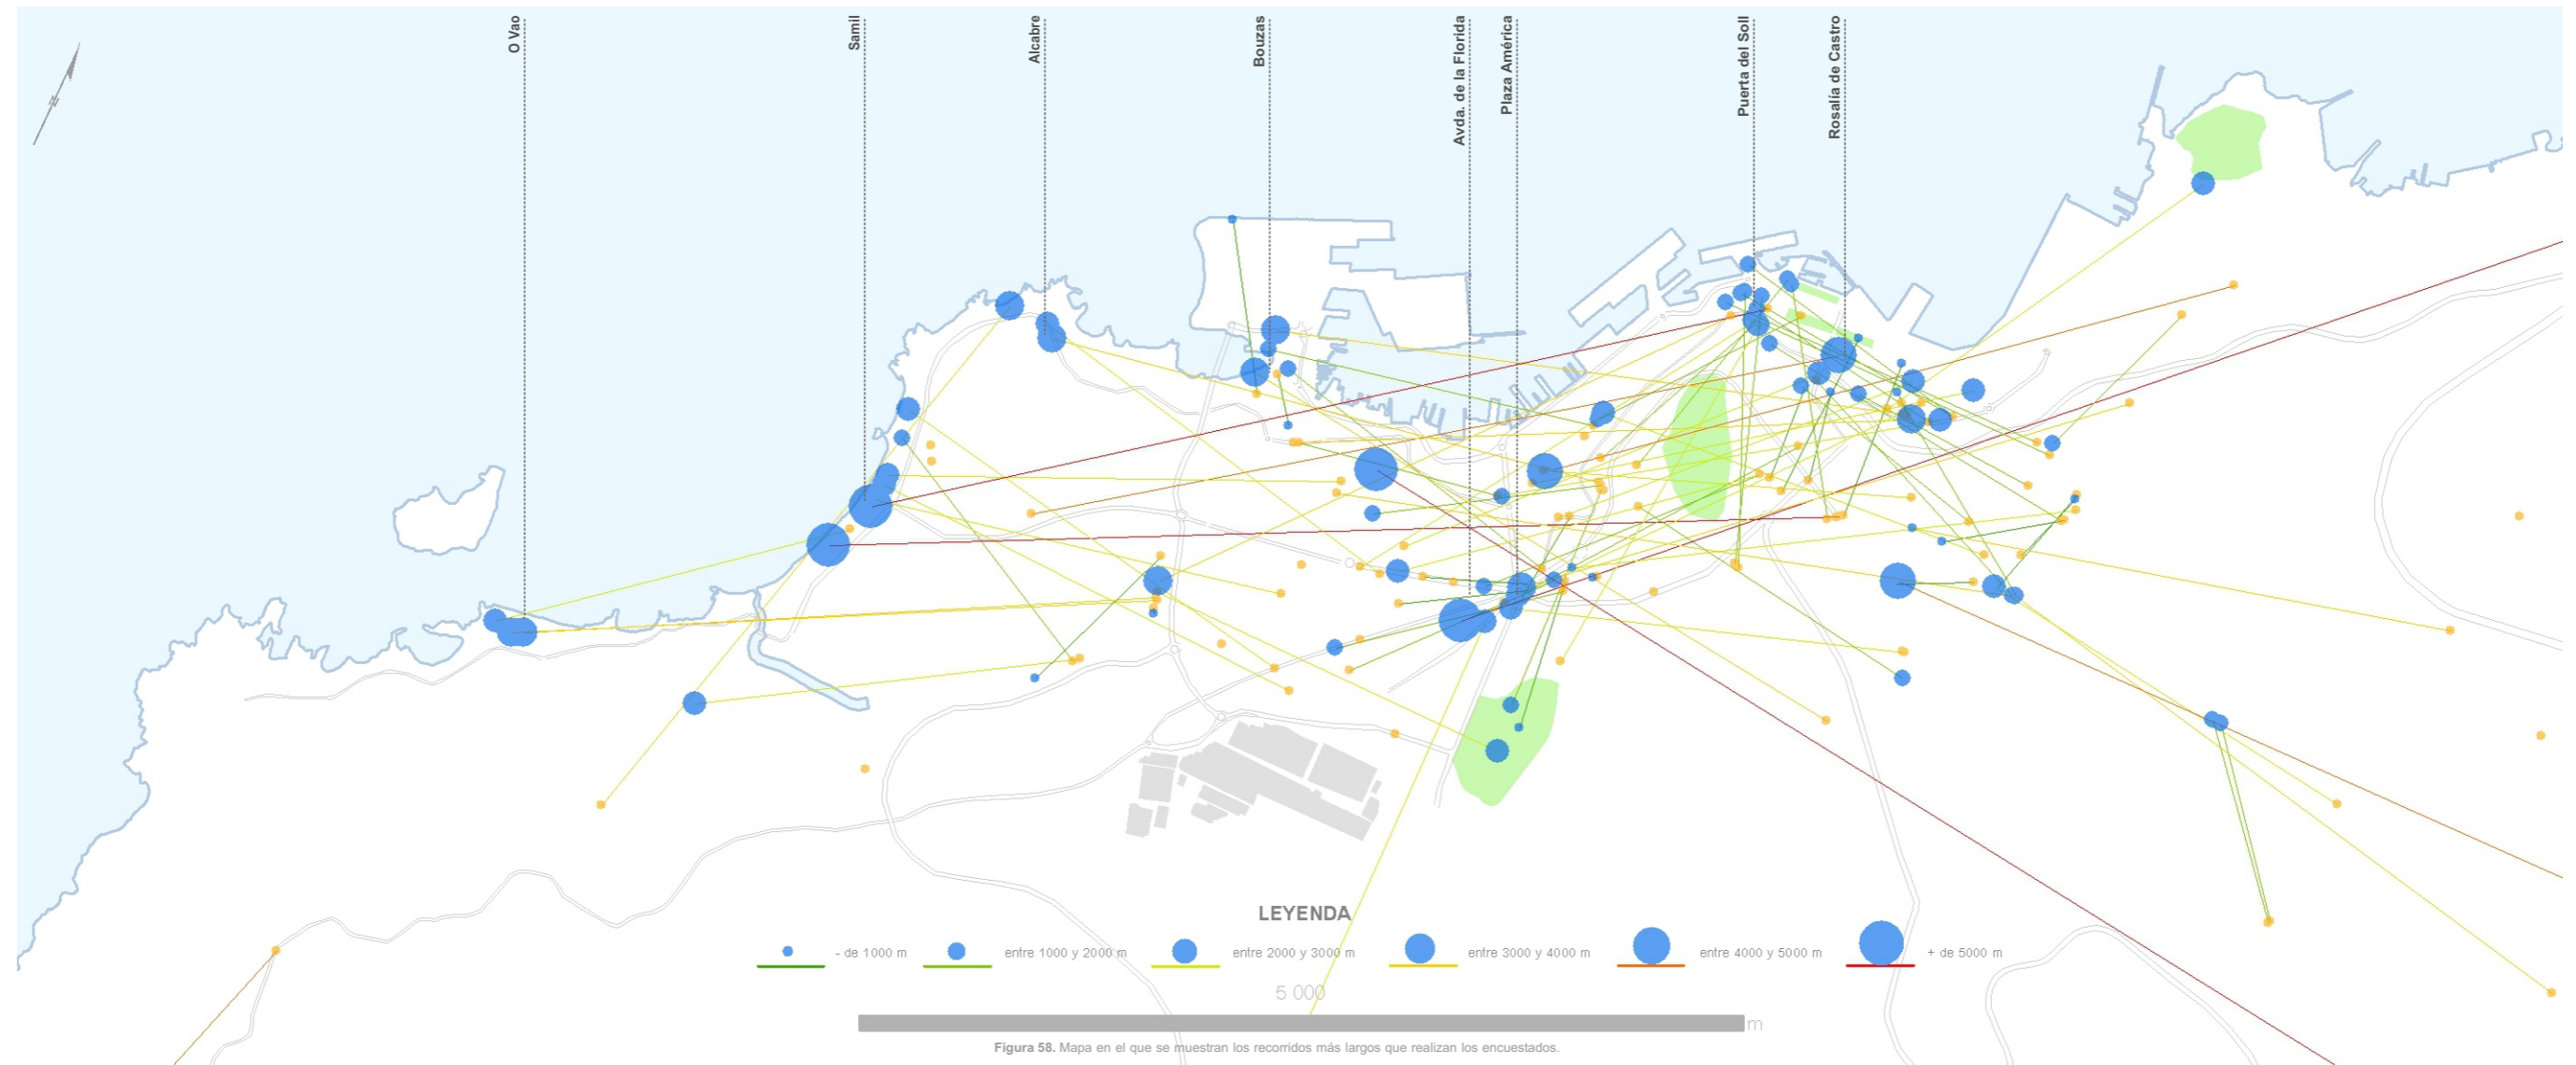 O Vao
Samil
Alcabre
Bouzas
Avda. de la Florida
Plaza América
Puerta del Soll
Rosalía de Castro
N
LEYENDA
- de 1000 m
entre 1000 y 2000 m
entre 2000 y 3000 m
entre 3000 y 4000 m
entre 4000 y 5000 m
+ de 5000 m
5 000
m
Figura 58. Mapa en el que se muestran los recorridos más largos que realizan los encuestados.